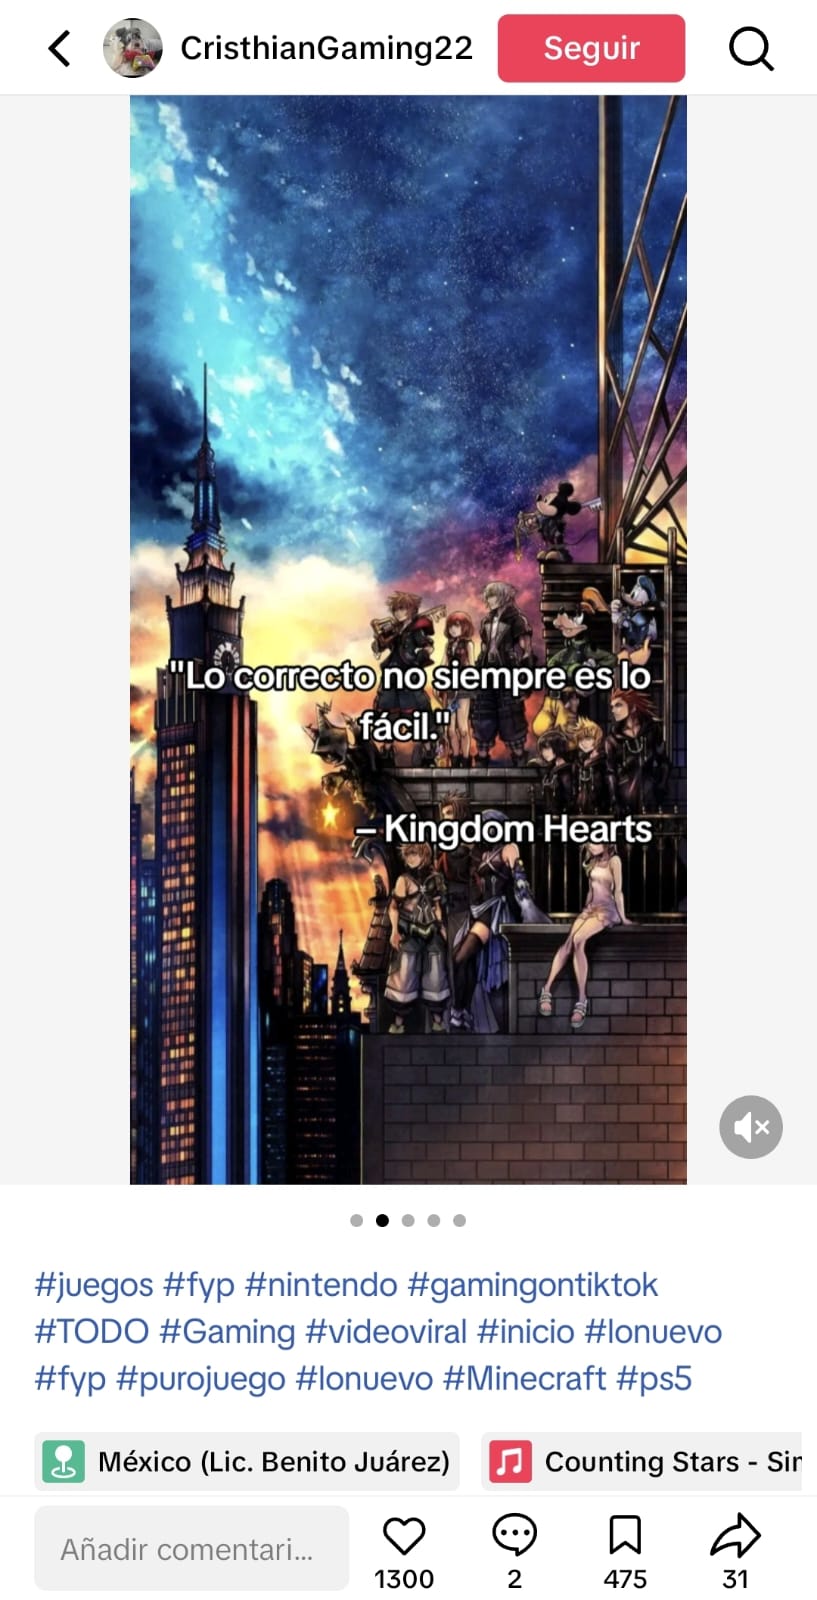 CristhianGaming22
Seguir
"Lo correcto no siempre es lo
fácil."
– Kingdom Hearts
#juegos #fyp #nintendo #gamingontiktok
#TODO #Gaming #videoviral #inicio #lonuevo
#fyp #purojuego #lonuevo #Minecraft #ps5
México (Lic. Benito Juárez)
Counting Stars - Sin
Añadir comentari...
1300
2
475
31